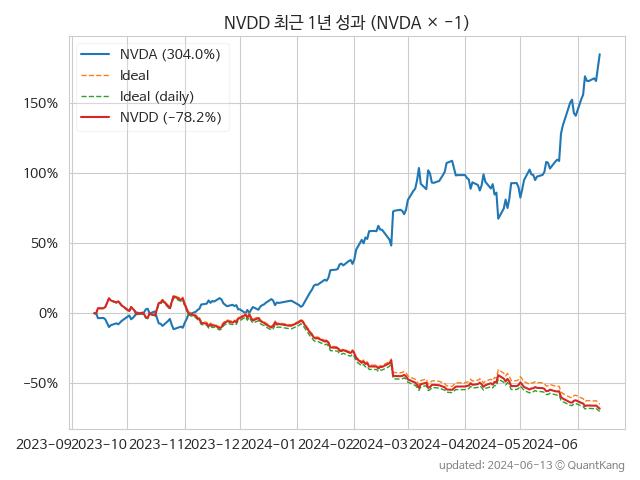 NVDD 최근 1년 성과 (NVDA × −1)
NVDA (304.0%)
Ideal
Ideal (daily)
NVDD (−78.2%)
150%
100%
50%
0%
−50%
2023-09 2023-10 2023-11 2023-12 2024-01 2024-02 2024-03 2024-04 2024-05 2024-06
updated: 2024-06-13 © QuantKang